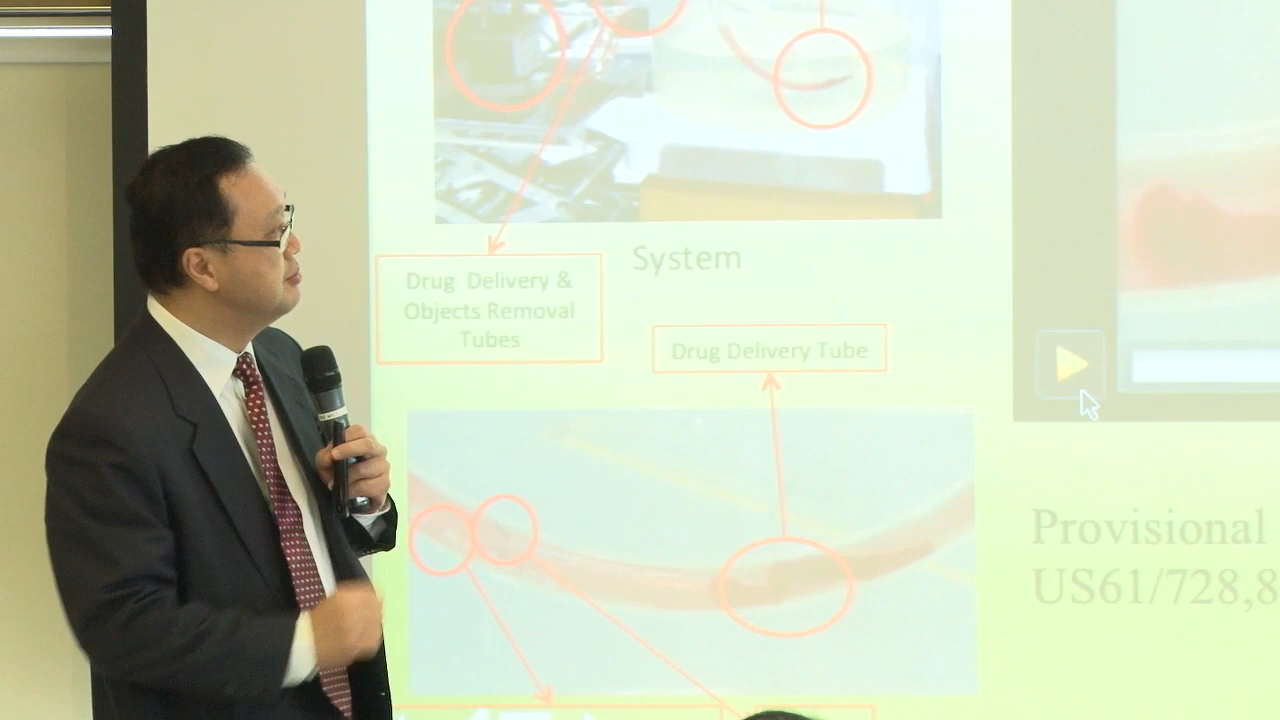 System
Drug Delivery &
Objects Removal
Tubes
Drug Delivery Tube
Provisional
US61/728,8